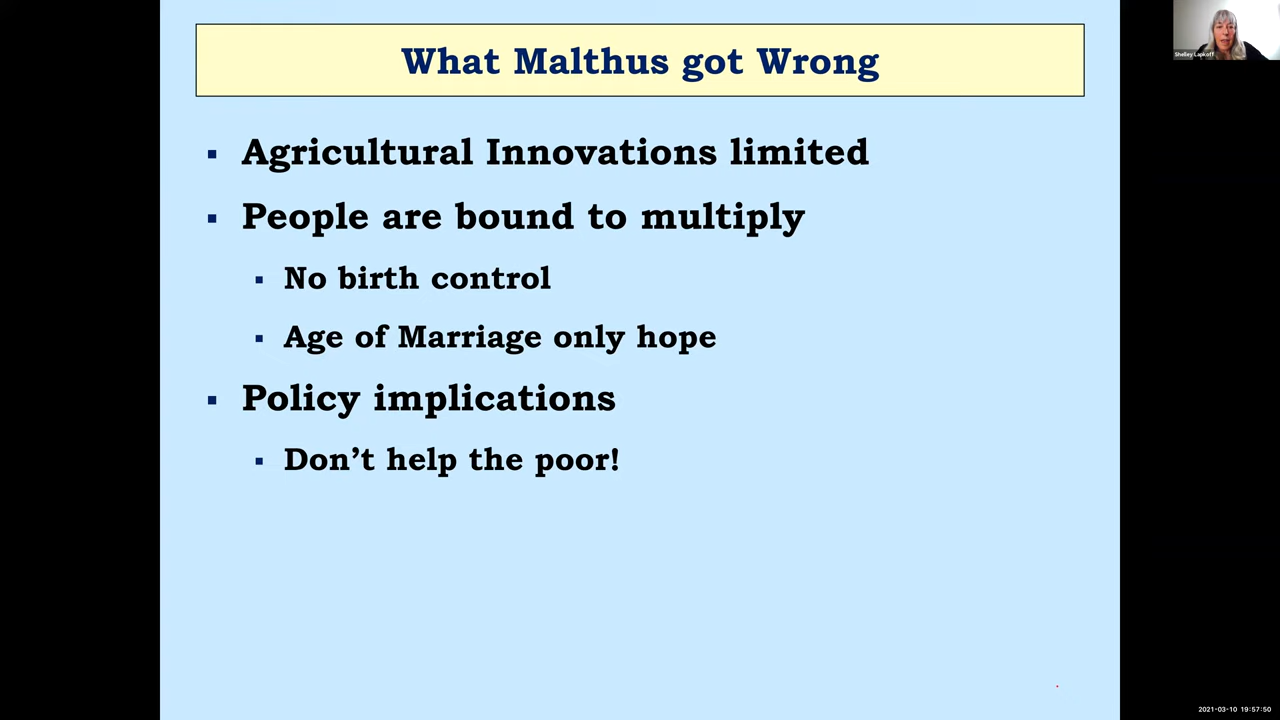 What Malthus got Wrong
Shelley Lapkoff
Agricultural Innovations limited
People are bound to multiply
No birth control
Age of Marriage only hope
Policy implications
Don't help the poor!
2021-03-10 19:57:50